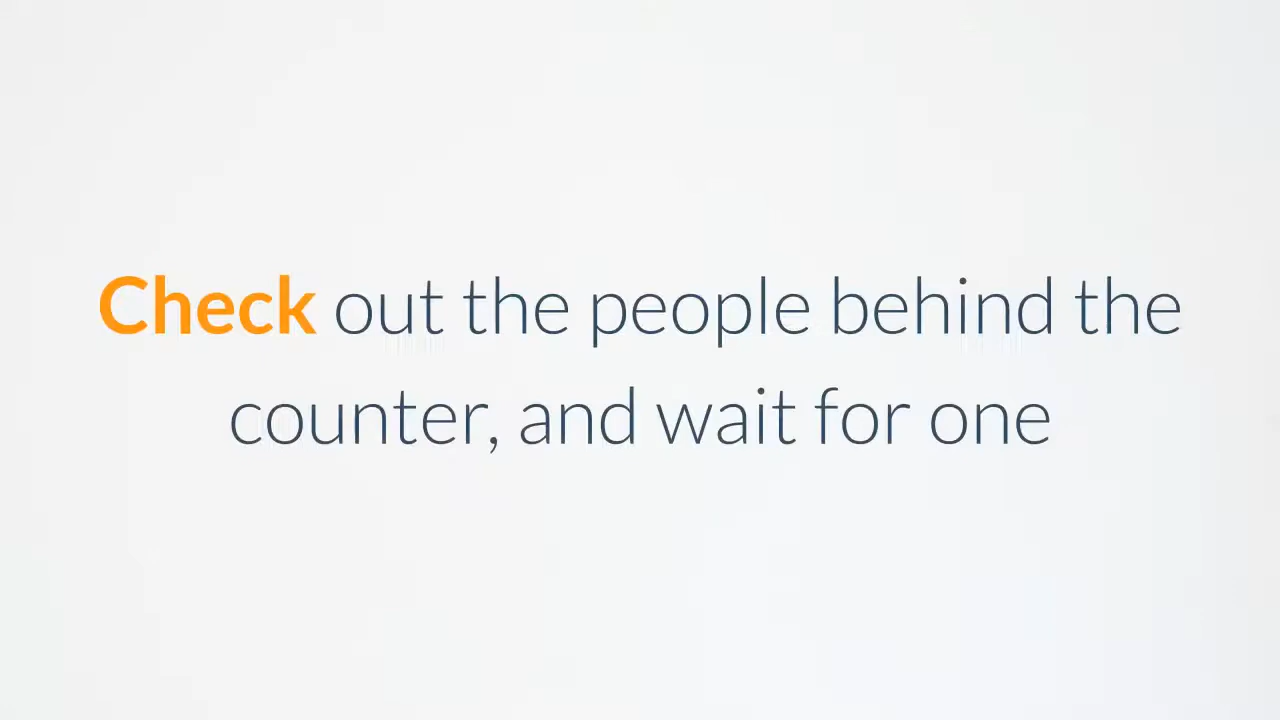 Check out the people behind the
counter, and wait for one